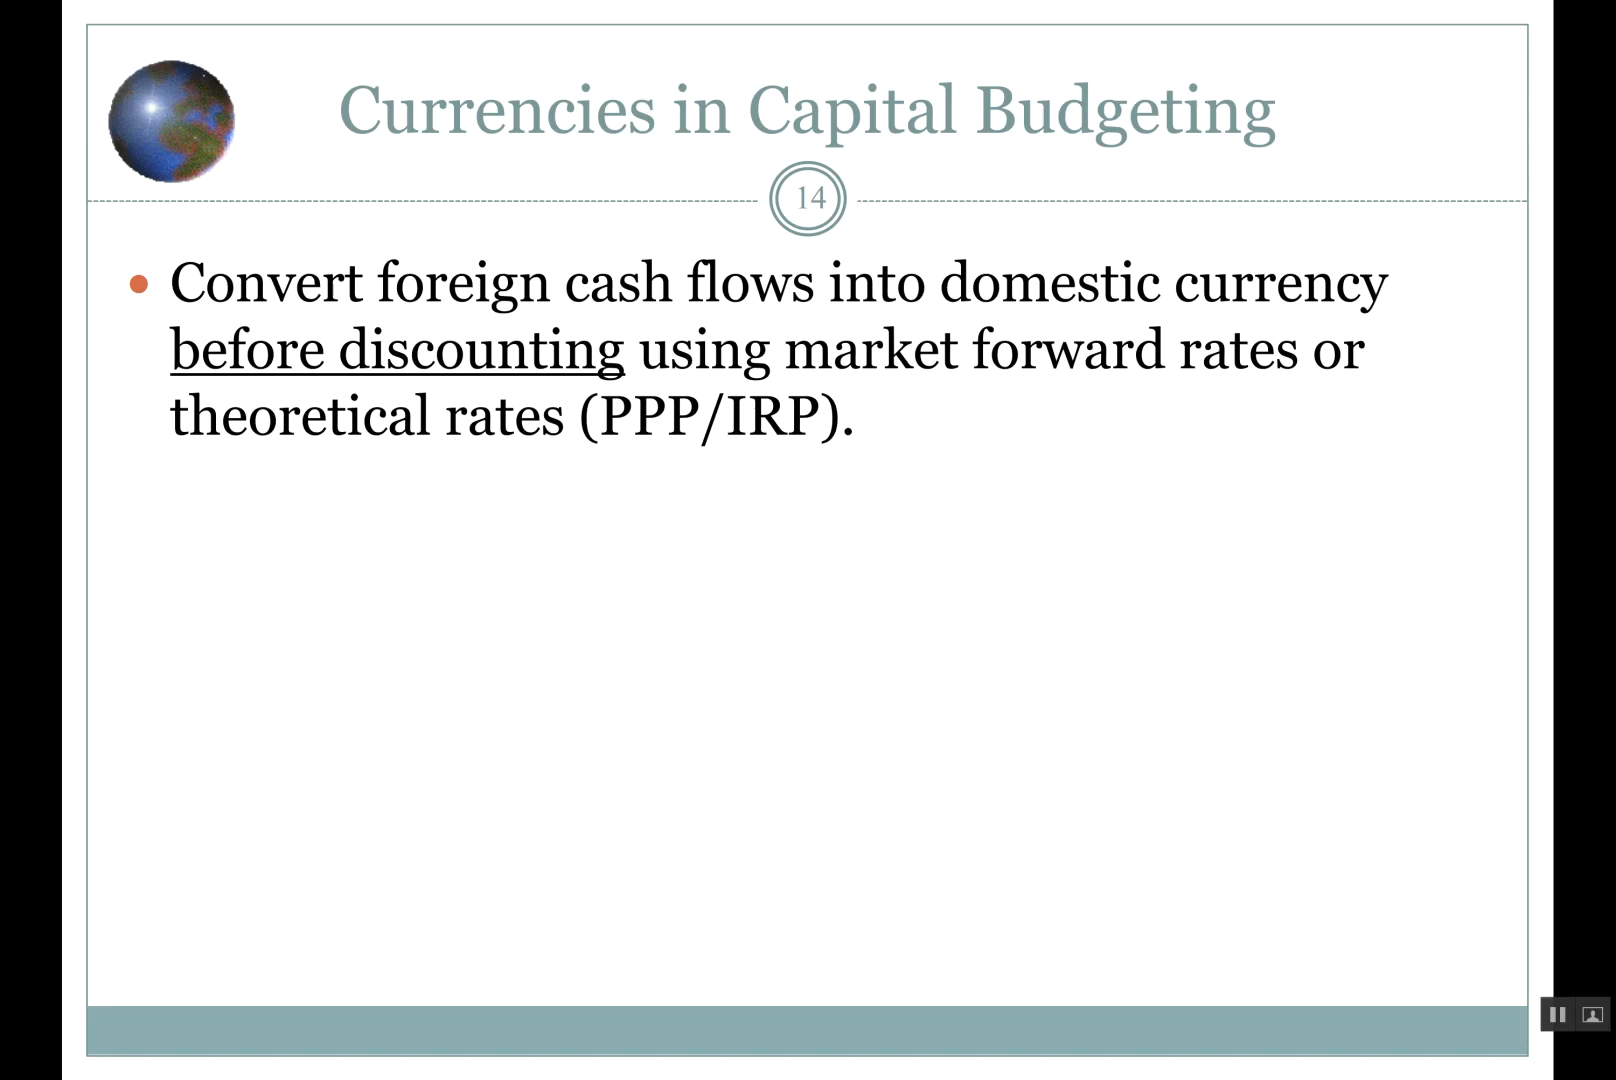 Currencies in Capital Budgeting
14
Convert foreign cash flows into domestic currency
before discounting using market forward rates or
theoretical rates (PPP/IRP).